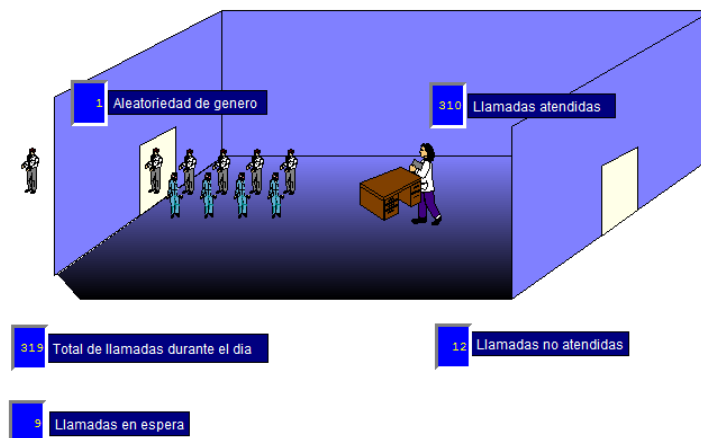 1 Aleatoriedad de genero
310 Llamadas atendidas
319 Total de llamadas durante el dia
12 Llamadas no atendidas
9 Llamadas en espera